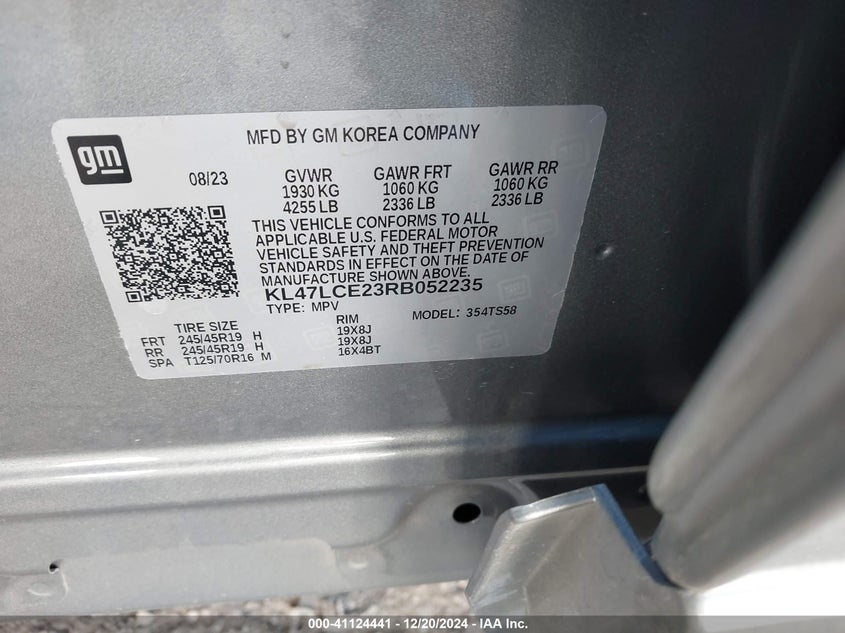 gm
MFD BY GM KOREA COMPANY
08/23
GVWR
1930 KG
4255 LB
GAWR FRT
1060 KG
2336 LB
GAWR RR
1060 KG
2336 LB
THIS VEHICLE CONFORMS TO ALL
APPLICABLE U.S. FEDERAL MOTOR
VEHICLE SAFETY AND THEFT PREVENTION
STANDARDS IN EFFECT ON THE DATE OF
MANUFACTURE SHOWN ABOVE.
KL47LCE23RB052235
TYPE: MPV
MODEL: 354TS58
TIRE SIZE
RIM
FRT 245/45R19 H 19X8J
RR 245/45R19 H 19X8J
SPA T125/70R16 M 16X4BT
000-41124441 - 12/20/2024 - IAA Inc.